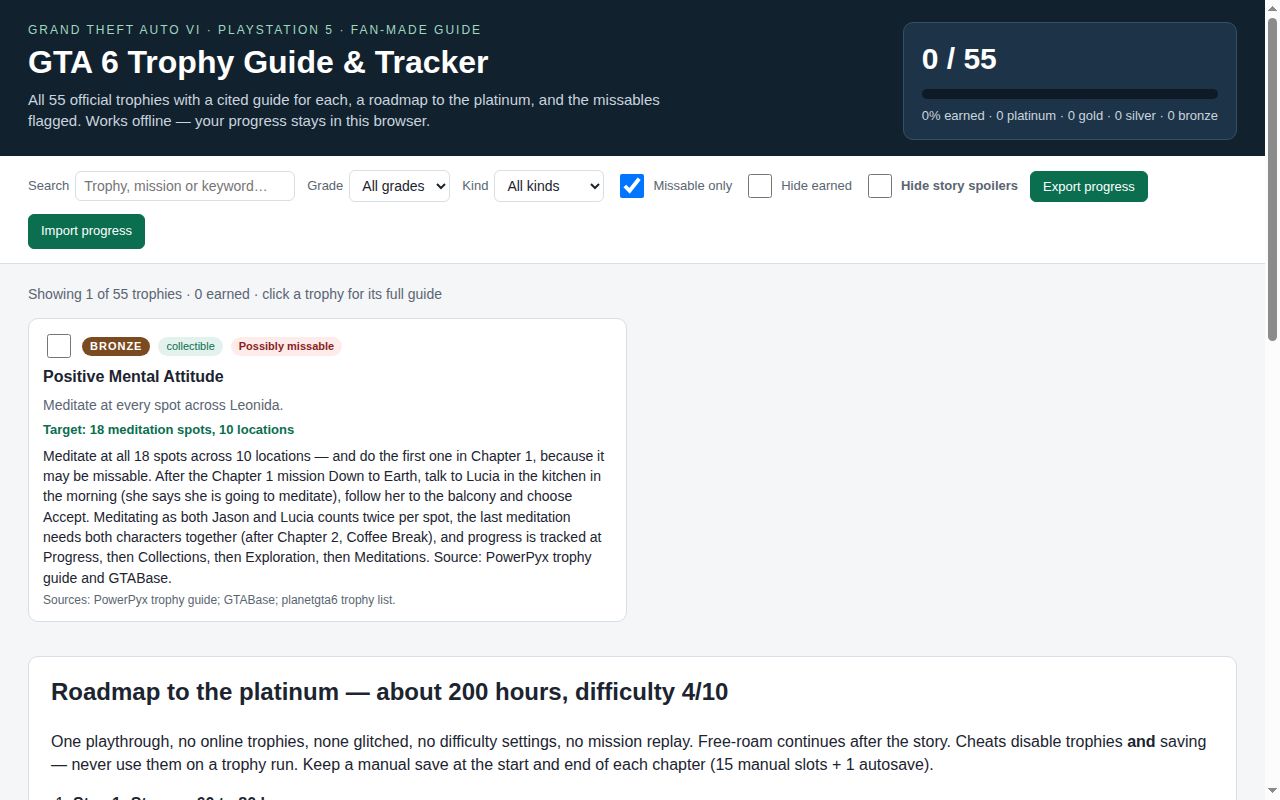 GRAND THEFT AUTO VI · PLAYSTATION 5 · FAN-MADE GUIDE
GTA 6 Trophy Guide & Tracker
All 55 official trophies with a cited guide for each, a roadmap to the platinum, and the missables
flagged. Works offline — your progress stays in this browser.
0 / 55
0% earned · 0 platinum · 0 gold · 0 silver · 0 bronze
Search Trophy, mission or keyword… Grade All grades Kind All kinds Missable only Hide earned Hide story spoilers Export progress
Import progress
Showing 1 of 55 trophies · 0 earned · click a trophy for its full guide
BRONZE collectible Possibly missable
Positive Mental Attitude
Meditate at every spot across Leonida.
Target: 18 meditation spots, 10 locations
Meditate at all 18 spots across 10 locations — and do the first one in Chapter 1, because it
may be missable. After the Chapter 1 mission Down to Earth, talk to Lucia in the kitchen in
the morning (she says she is going to meditate), follow her to the balcony and choose
Accept. Meditating as both Jason and Lucia counts twice per spot, the last meditation
needs both characters together (after Chapter 2, Coffee Break), and progress is tracked at
Progress, then Collections, then Exploration, then Meditations. Source: PowerPyx trophy
guide and GTABase.
Sources: PowerPyx trophy guide; GTABase; planetgta6 trophy list.
Roadmap to the platinum — about 200 hours, difficulty 4/10
One playthrough, no online trophies, none glitched, no difficulty settings, no mission replay. Free-roam continues after the story. Cheats disable trophies and saving
— never use them on a trophy run. Keep a manual save at the start and end of each chapter (15 manual slots + 1 autosave).